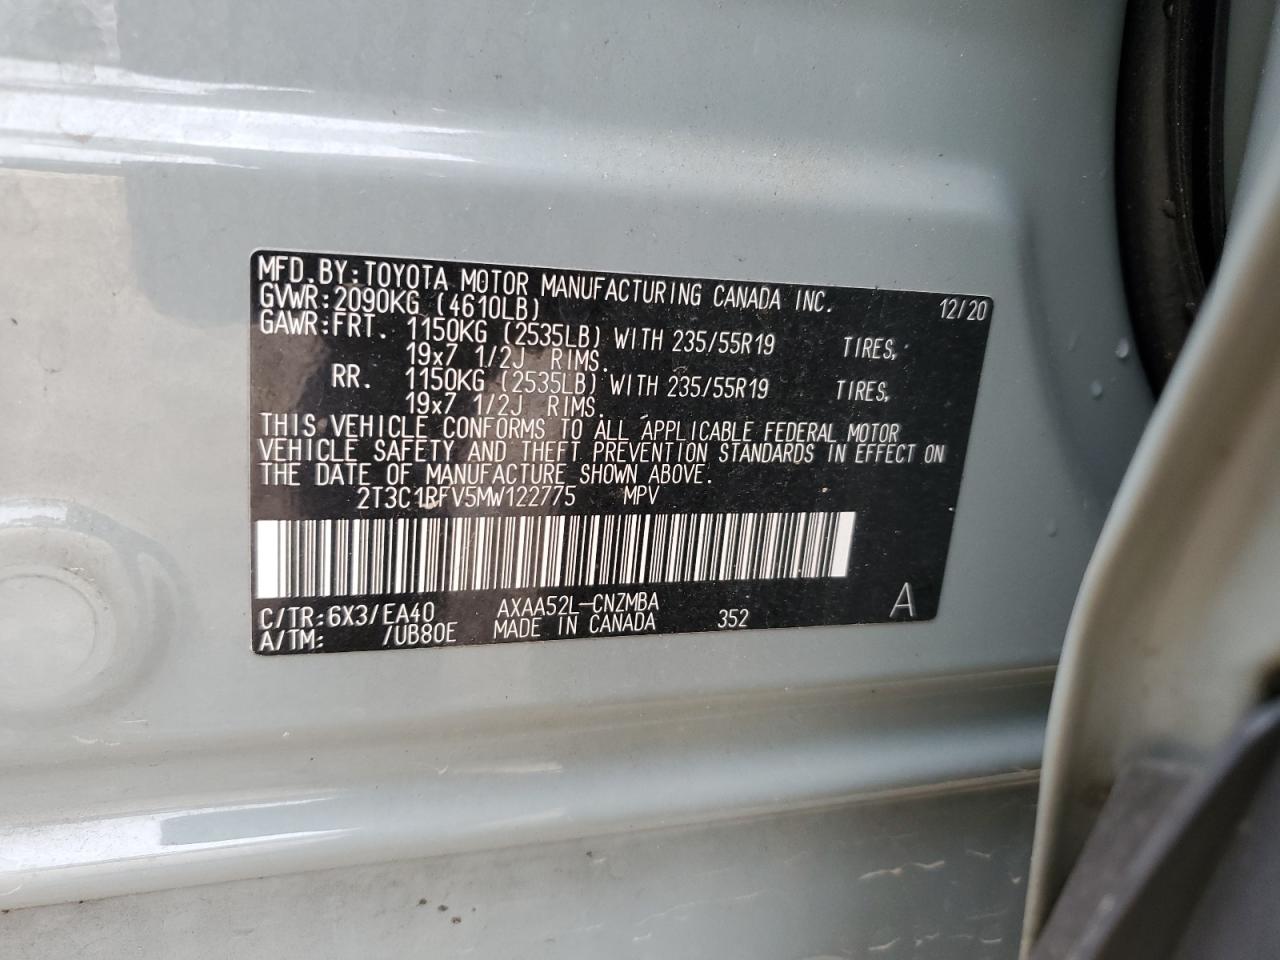 MFD.BY:TOYOTA MOTOR MANUFACTURING CANADA INC. 12/20
GVWR:2090KG (4610LB)
GAWR:FRT. 1150KG (2535LB) WITH 235/55R19 TIRES,
19x7 1/2J RIMS.
RR. 1150KG (2535LB) WITH 235/55R19 TIRES,
19x7 1/2J RIMS.
THIS VEHICLE CONFORMS TO ALL APPLICABLE FEDERAL MOTOR
VEHICLE SAFETY AND THEFT PREVENTION STANDARDS IN EFFECT ON
THE DATE OF MANUFACTURE SHOWN ABOVE.
2T3C1RFV5MW122775 MPV
C/TR:6X3/EA40 AXAA52L-CNZMBA A
A/TM: /UB80E MADE IN CANADA 352